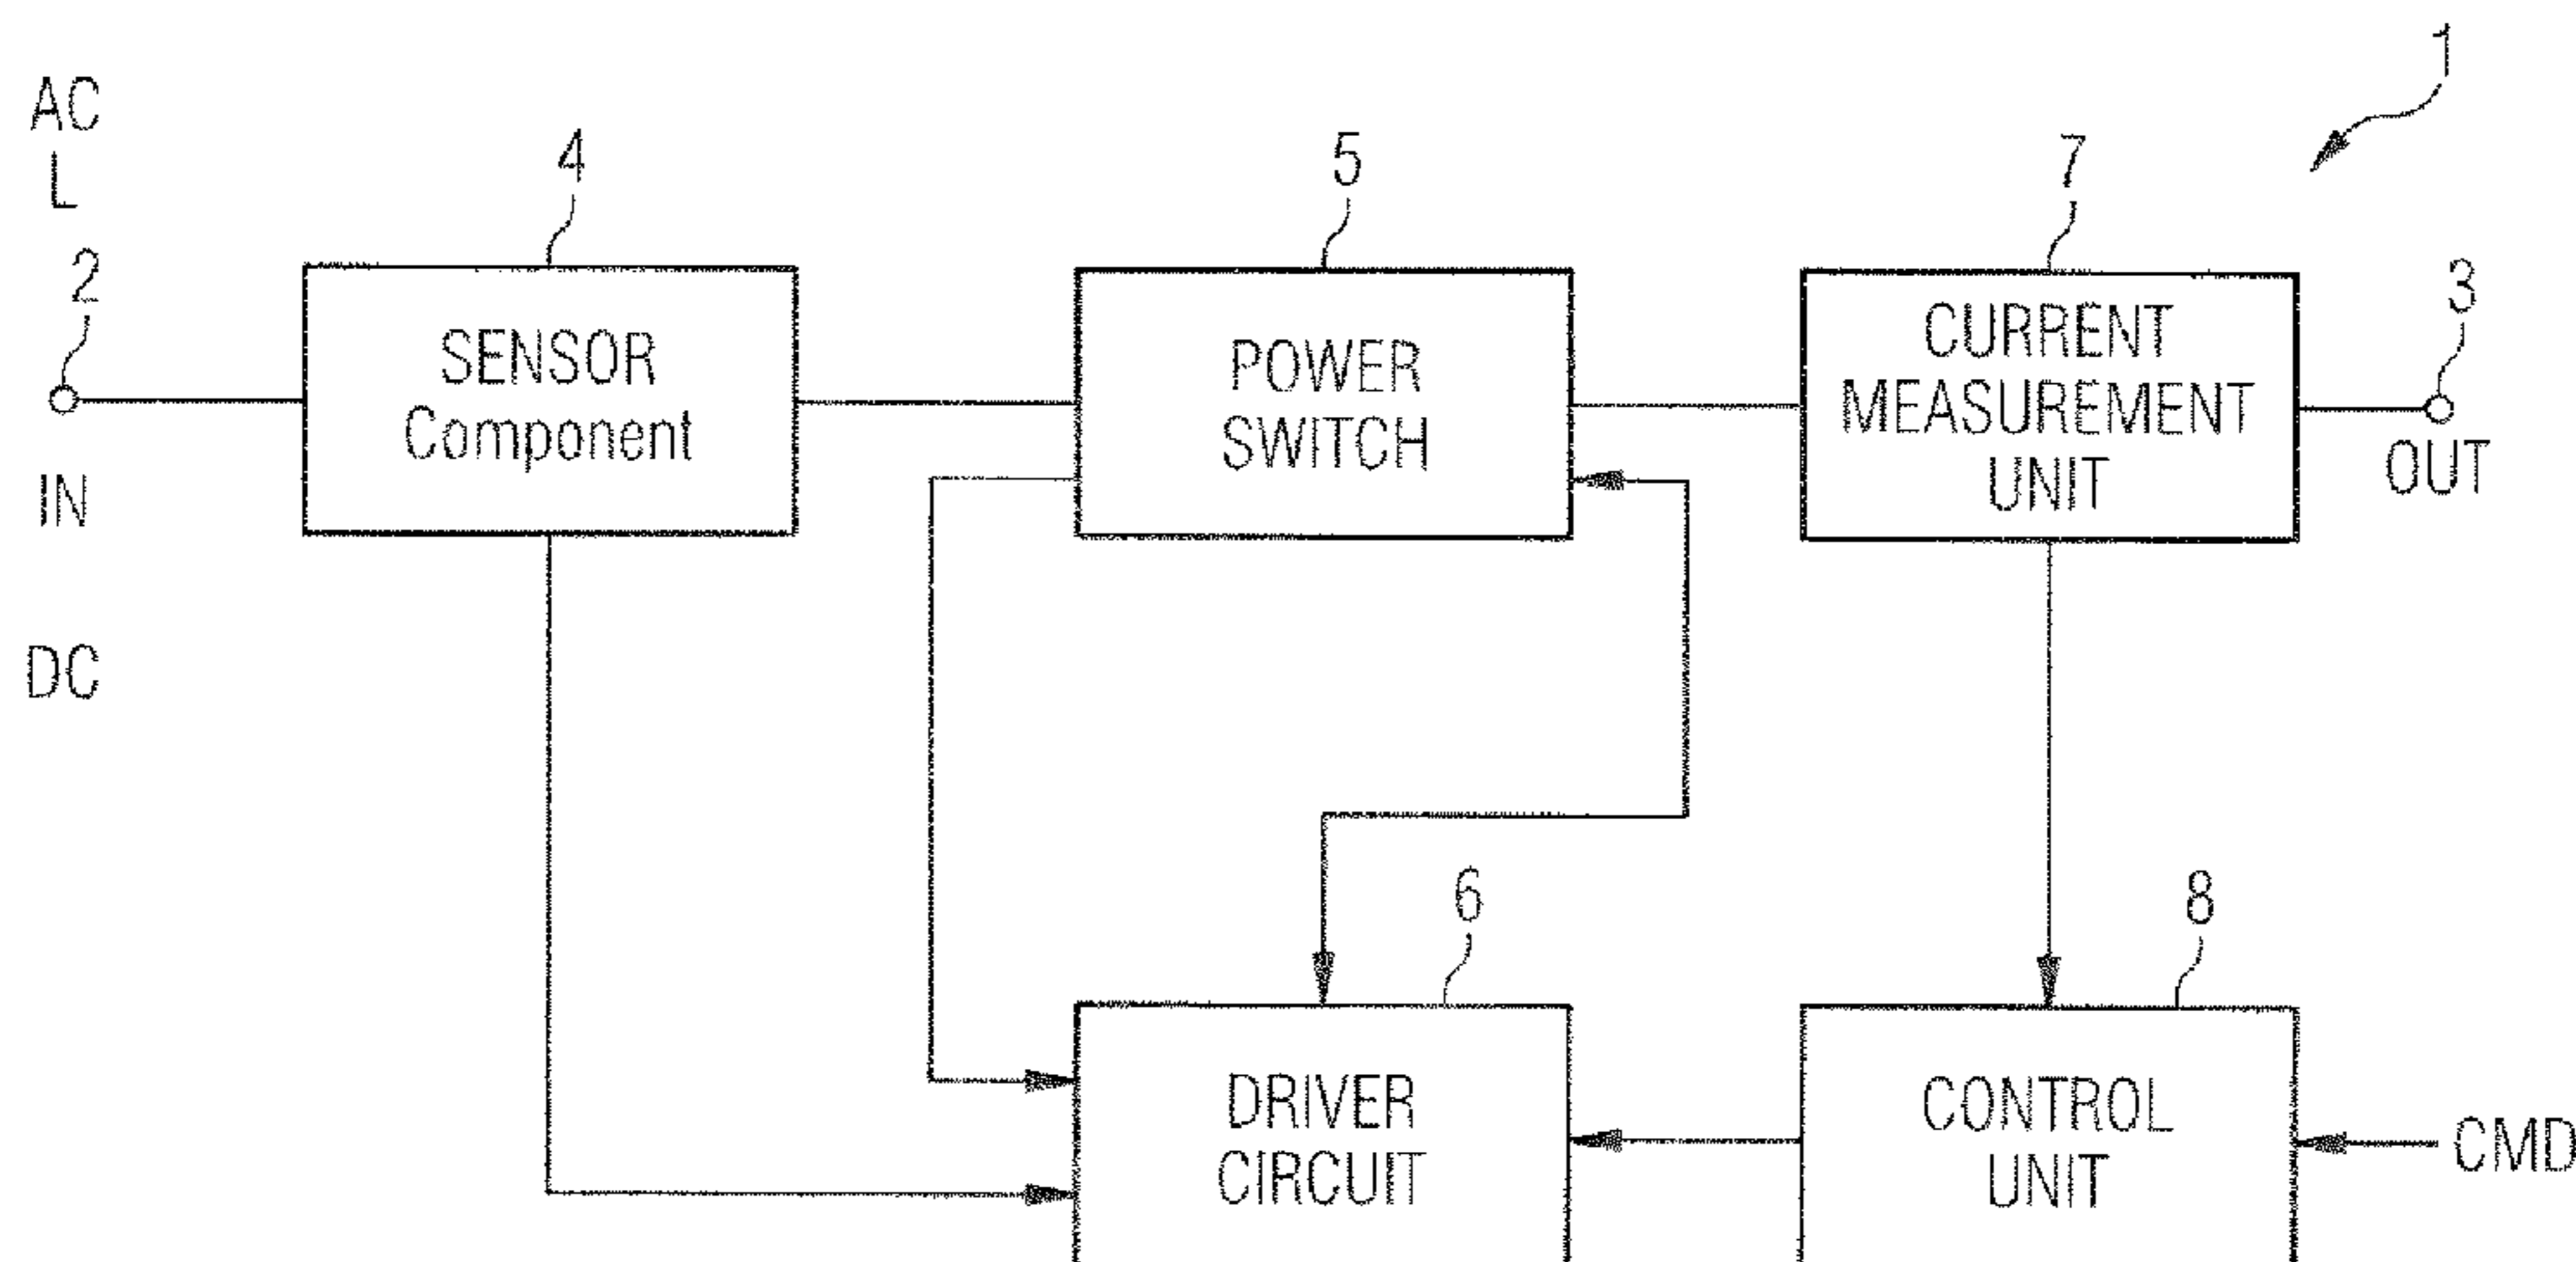 1
AC
L
4
5
7
2
3
SENSOR
Component
POWER
SWITCH
CURRENT
MEASUREMENT
UNIT
IN
OUT
DC
6
8
DRIVER
CIRCUIT
CONTROL
UNIT
CMD